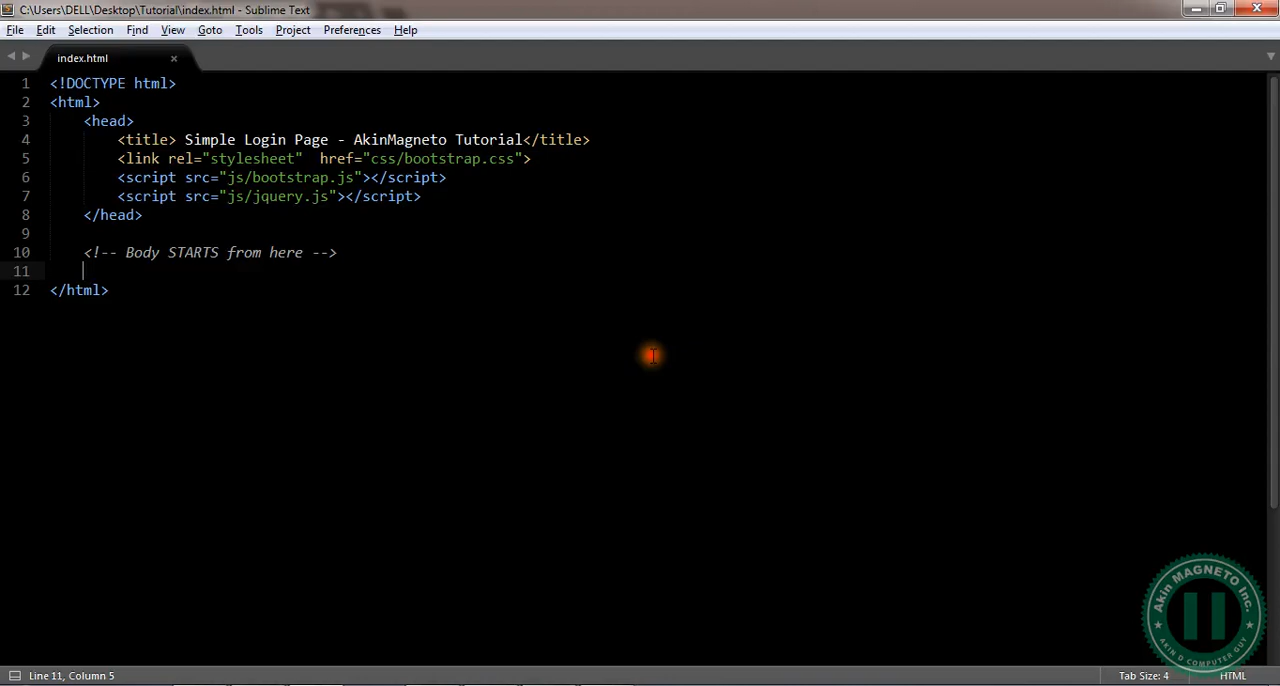 C:\Users\DELL\Desktop\Tutorial\index.html - Sublime Text
File Edit Selection Find View Goto Tools Project Preferences Help
index.html
1 <!DOCTYPE html>
2 <html>
3 <head>
4 <title> Simple Login Page - AkinMagneto Tutorial</title>
5 <link rel="stylesheet"  href="css/bootstrap.css">
6 <script src="js/bootstrap.js"></script>
7 <script src="js/jquery.js"></script>
8 </head>
9
10 <!-- Body STARTS from here -->
11
12 </html>
Akin MAGNETO Inc.
AKIN D COMPUTER GUY
Line 11, Column 5
Tab Size: 4
HTML